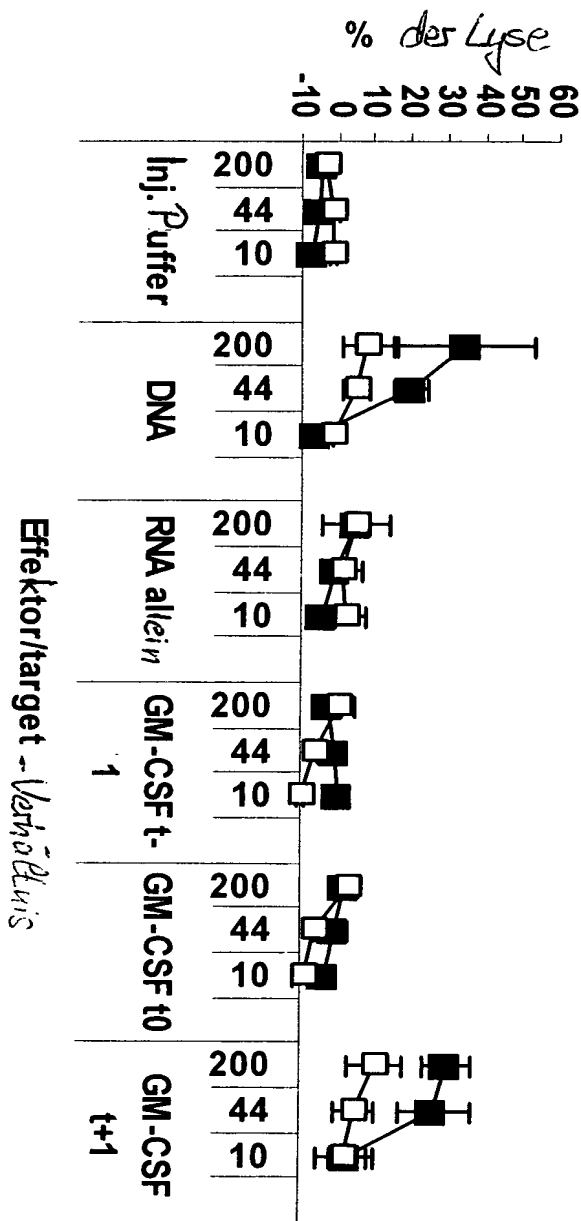 % der Lyse
60
50
40
30
20
10
0
-10
200 44 10 200 44 10 200 44 10 200 44 10 200 44 10 200 44 10
Inj. Puffer DNA RNA allein GM-CSF t-1 GM-CSF t0 GM-CSF t+1
Effektor/target - Verhältnis